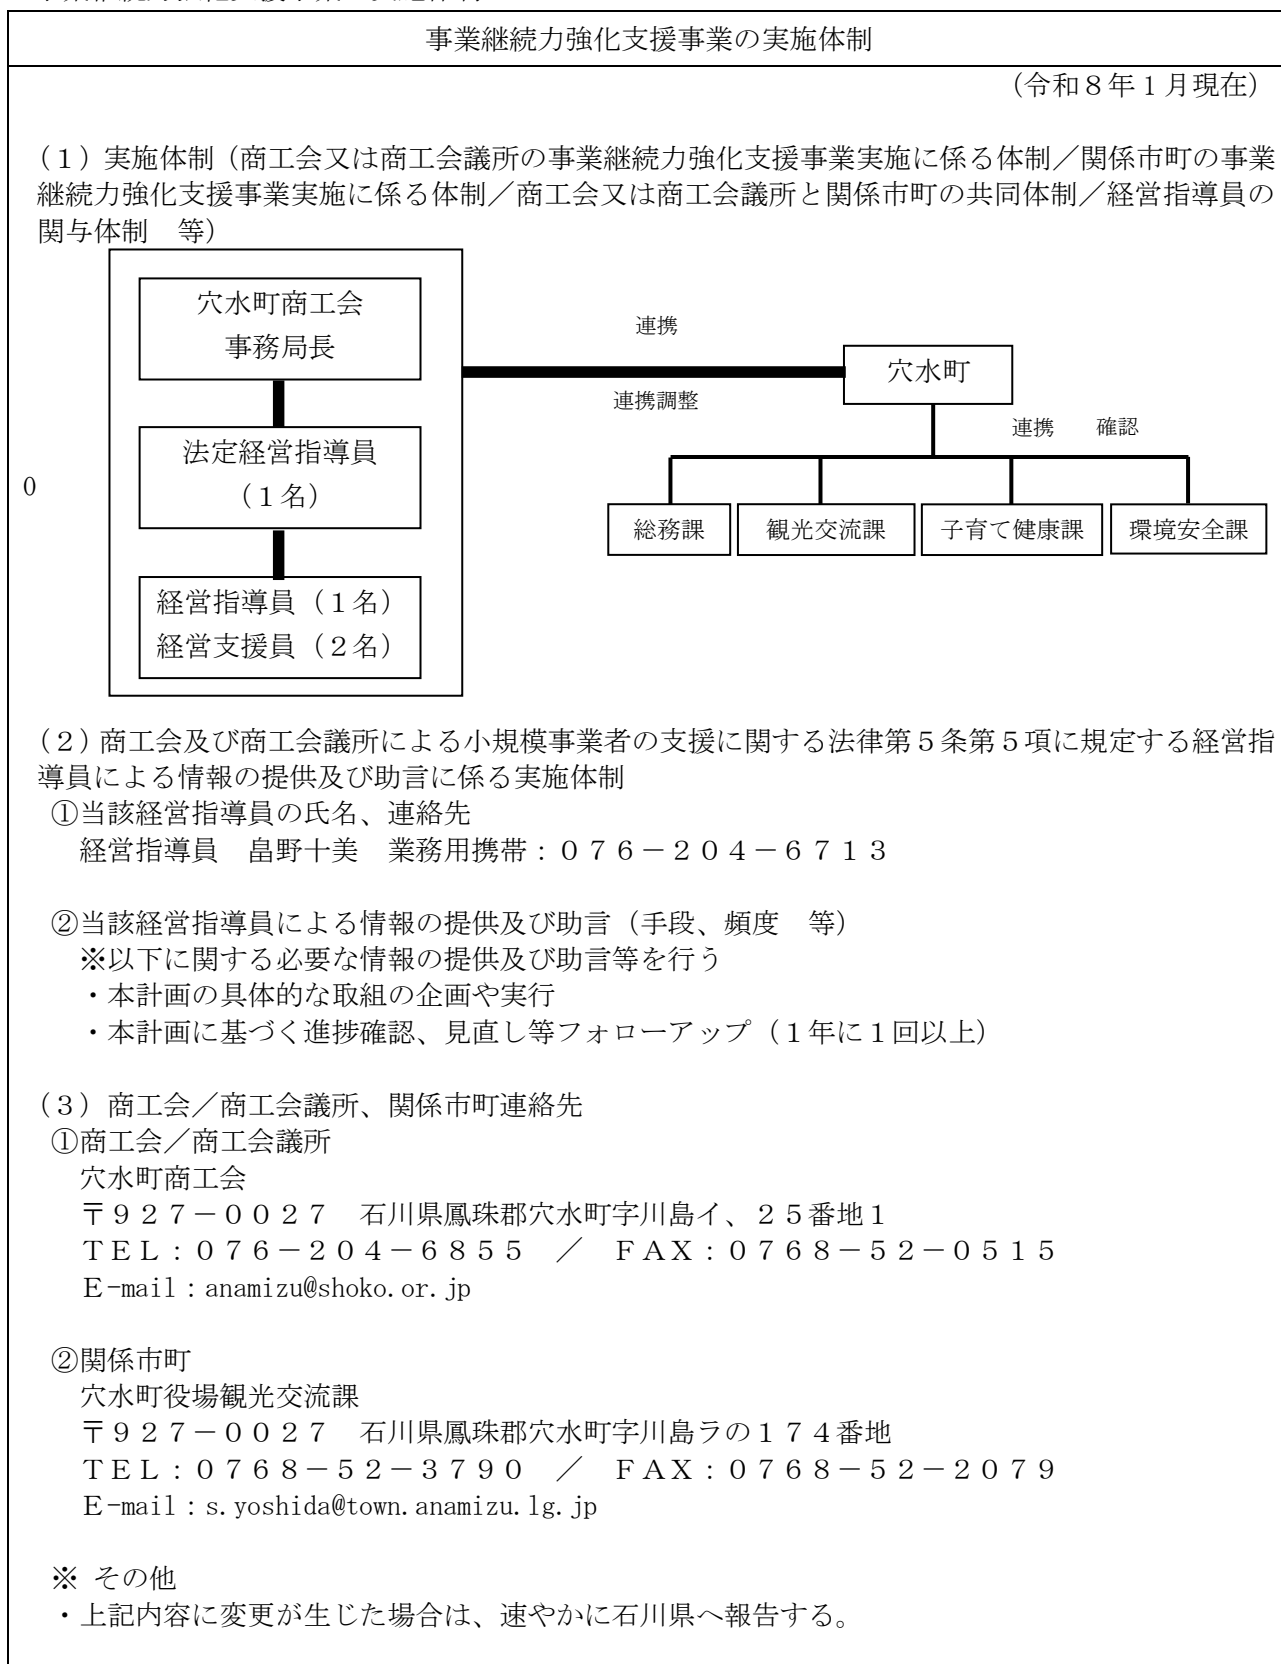 事業継続力強化支援事業の実施体制
（令和８年１月現在）
（１）実施体制（商工会又は商工会議所の事業継続力強化支援事業実施に係る体制／関係市町の事業
継続力強化支援事業実施に係る体制／商工会又は商工会議所と関係市町の共同体制／経営指導員の
関与体制　等）
穴水町商工会
事務局長
連携
穴水町
連携調整
連携　確認
法定経営指導員
（１名）
0
総務課
観光交流課
子育て健康課
環境安全課
経営指導員（１名）
経営支援員（２名）
（２）商工会及び商工会議所による小規模事業者の支援に関する法律第５条第５項に規定する経営指
導員による情報の提供及び助言に係る実施体制
①当該経営指導員の氏名、連絡先
経営指導員　畠野十美　業務用携帯：０７６－２０４－６７１３
②当該経営指導員による情報の提供及び助言（手段、頻度　等）
※以下に関する必要な情報の提供及び助言等を行う
・本計画の具体的な取組の企画や実行
・本計画に基づく進捗確認、見直し等フォローアップ（１年に１回以上）
（３）商工会／商工会議所、関係市町連絡先
①商工会／商工会議所
穴水町商工会
〒９２７－００２７　石川県鳳珠郡穴水町字川島イ、２５番地１
ＴＥＬ：０７６－２０４－６８５５　／　ＦＡＸ：０７６８－５２－０５１５
Ｅ-mail：anamizu@shoko.or.jp
②関係市町
穴水町役場観光交流課
〒９２７－００２７　石川県鳳珠郡穴水町字川島ラの１７４番地
ＴＥＬ：０７６８－５２－３７９０　／　ＦＡＸ：０７６８－５２－２０７９
Ｅ-mail：s.yoshida@town.anamizu.lg.jp
※ その他
・上記内容に変更が生じた場合は、速やかに石川県へ報告する。